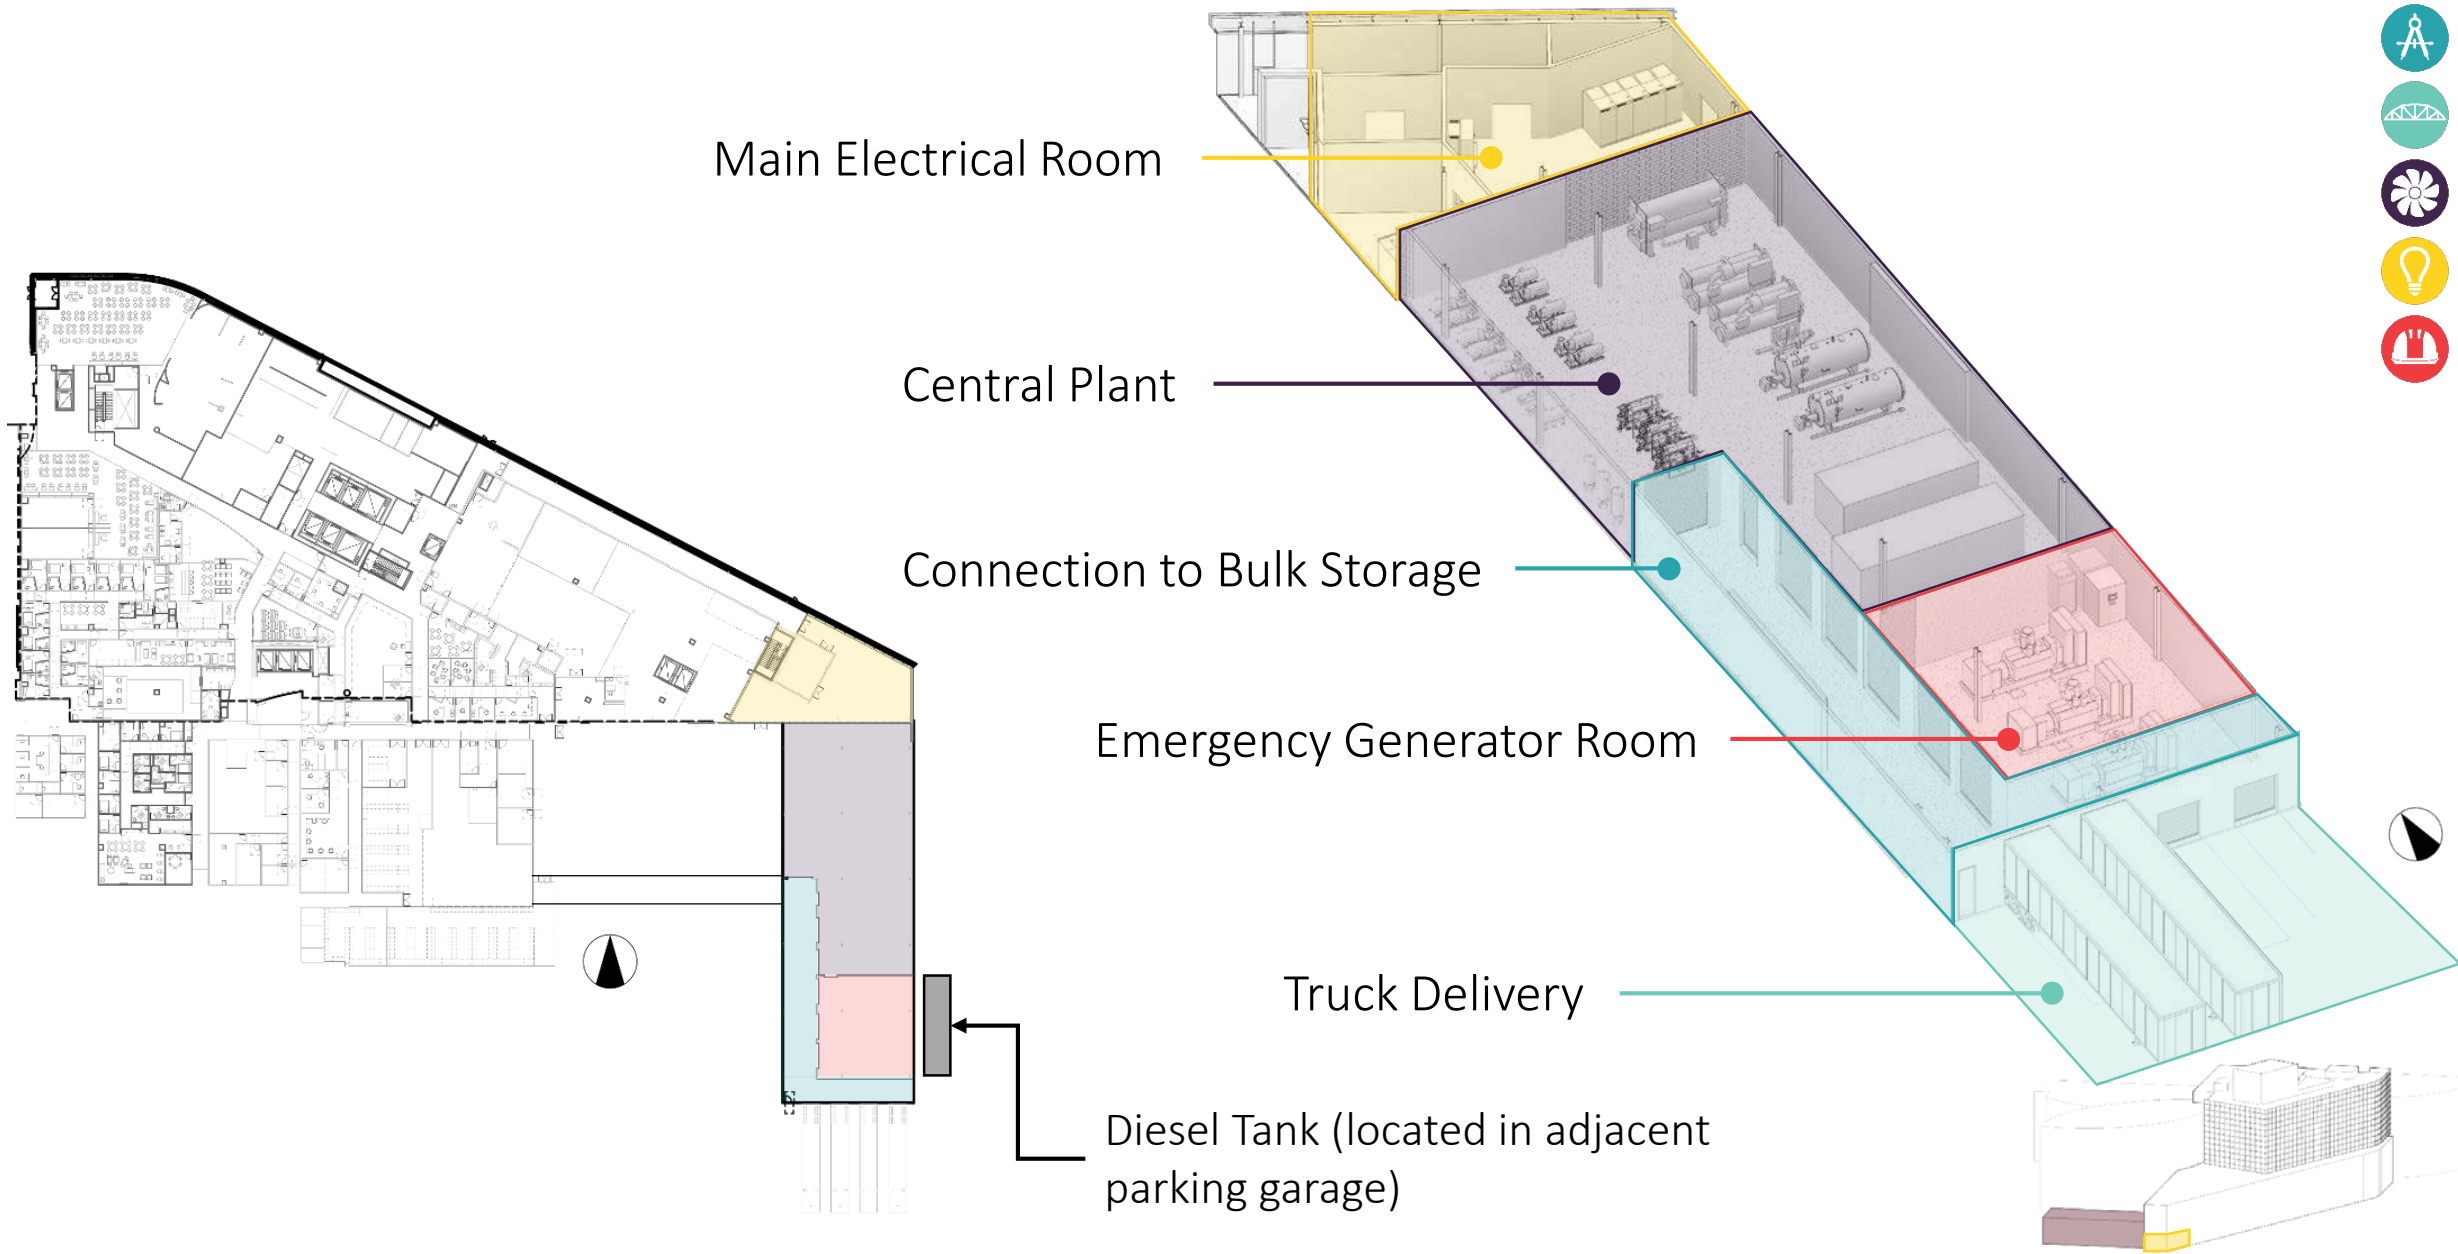 Main Electrical Room
Central Plant
Connection to Bulk Storage
Emergency Generator Room
Truck Delivery
Diesel Tank (located in adjacent
parking garage)